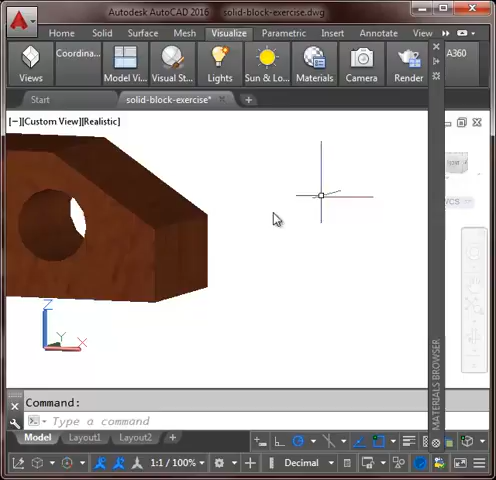 Autodesk AutoCAD 2016 solid-block-exercise.dwg
Home Solid Surface Mesh Visualize Parametric Insert Annotate
Views Coordina... Model Vi... Visual St... Lights Sun & Lo... Materials Camera Render A360
Start solid-block-exercise* +
[−][Custom View][Realistic]
WCS
Z
Y
X
MATERIALS BROWSER
Command:
Type a command
Model Layout1 Layout2 +
1:1 / 100% Decimal